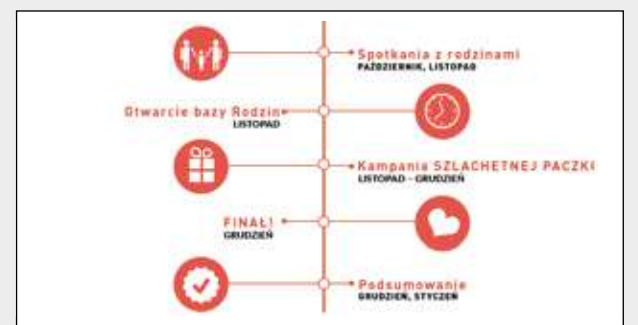 Spotkania z rodzinami
PAŹDZIERNIK, LISTOPAD
Otwarcie bazy Rodzin
LISTOPAD
Kampania SZLACHETNEJ PACZKI
LISTOPAD – GRUDZIEŃ
FINAŁ!
GRUDZIEŃ
Podsumowanie
GRUDZIEŃ, STYCZEŃ